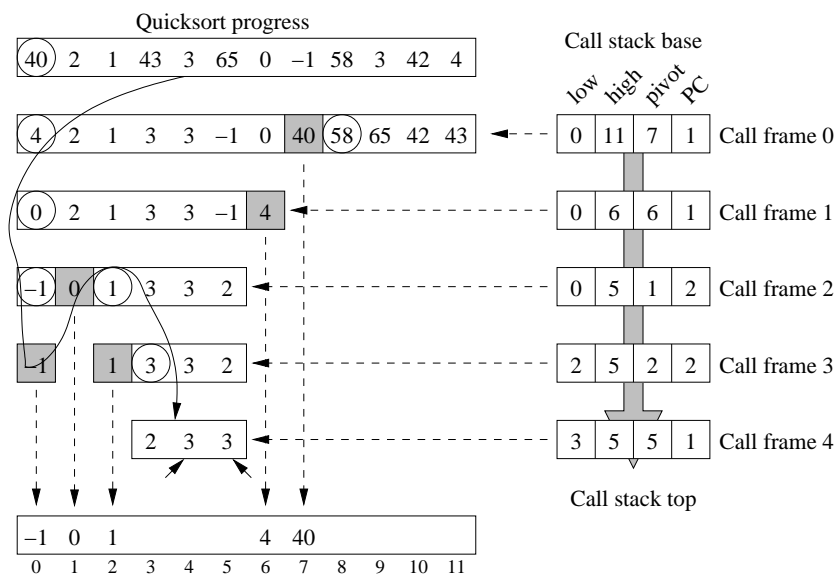 Quicksort progress
40 2 1 43 3 65 0 −1 58 3 42 4
Call stack base
low high pivot PC
4 2 1 3 3 −1 0 40 58 65 42 43
0 11 7 1 Call frame 0
0 2 1 3 3 −1 4
0 6 6 1 Call frame 1
−1 0 1 3 3 2
0 5 1 2 Call frame 2
−1 1 3 3 2
2 5 2 2 Call frame 3
2 3 3
3 5 5 1 Call frame 4
Call stack top
−1 0 1 4 40
0 1 2 3 4 5 6 7 8 9 10 11